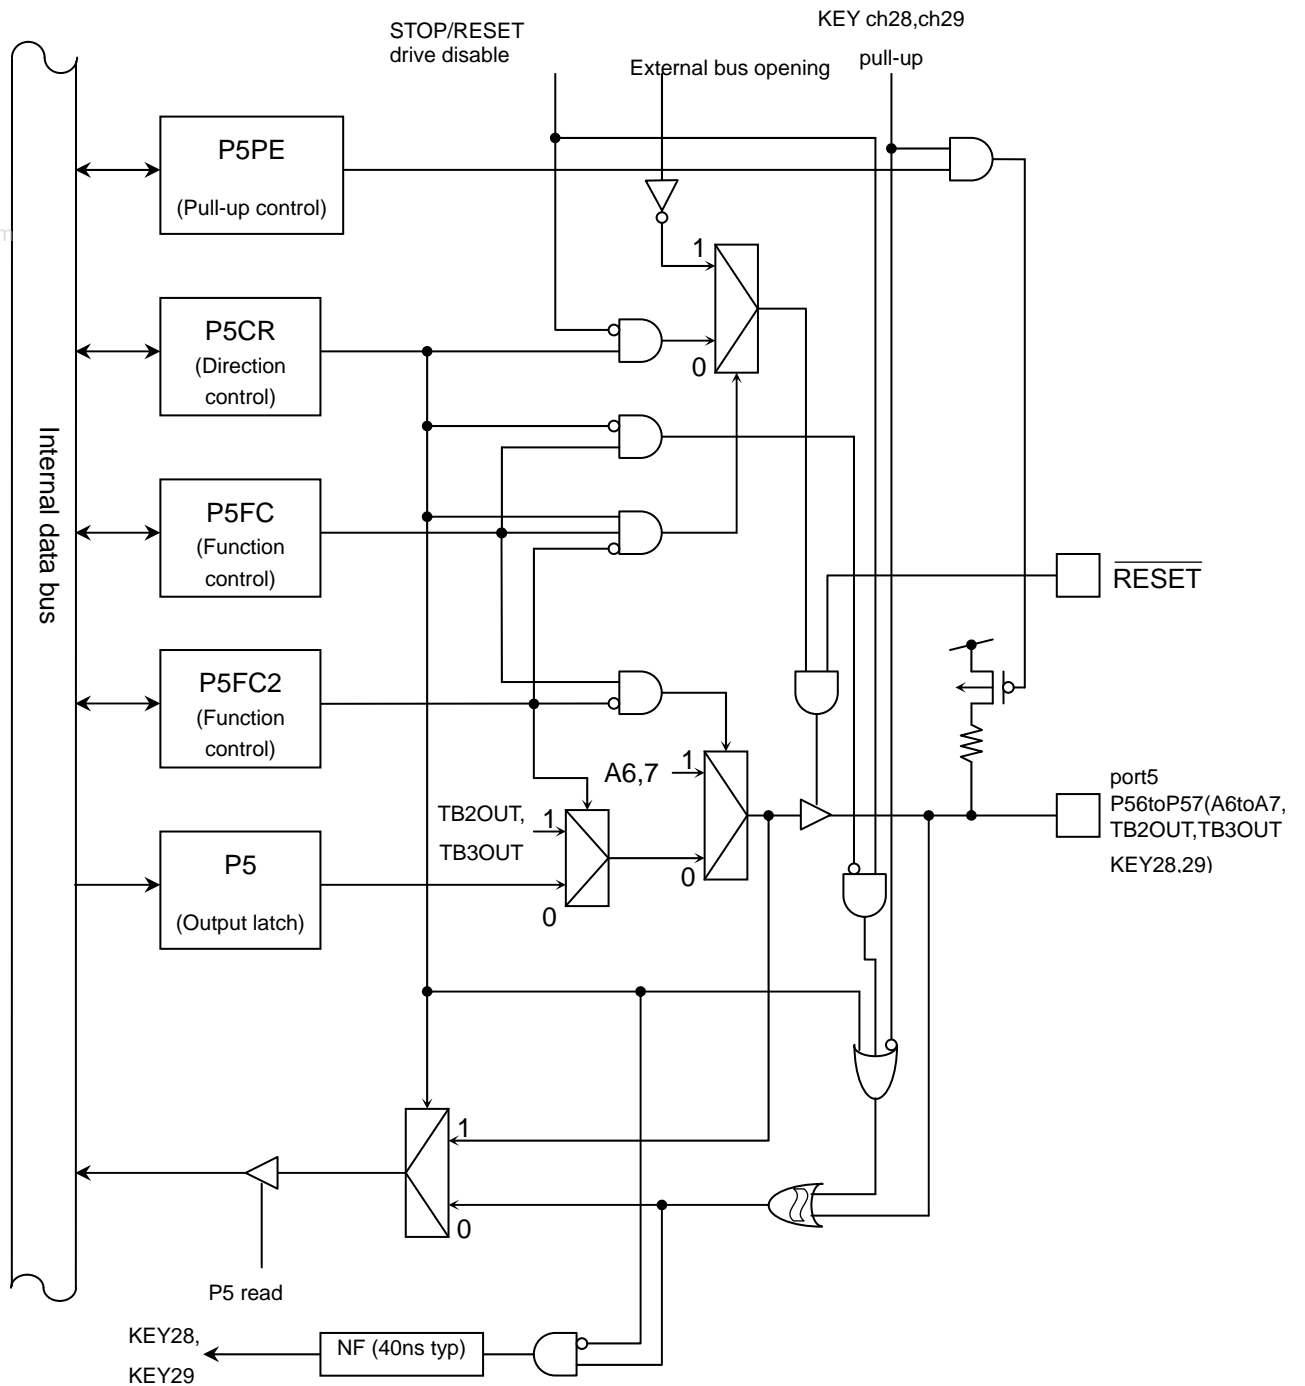 KEY ch28,ch29
STOP/RESET
drive disable
External bus opening
pull-up
P5PE
(Pull-up control)
m
1
P5CR
(Direction
control)
0
Internal data bus
P5FC
(Function
control)
RESET
P5FC2
(Function
control)
A6,7
1
port5
P56toP57(A6toA7,
TB2OUT,TB3OUT
KEY28,29)
TB2OUT,
1
TB3OUT
P5
(Output latch)
0
0
1
0
P5 read
KEY28,
NF (40ns typ)
KEY29